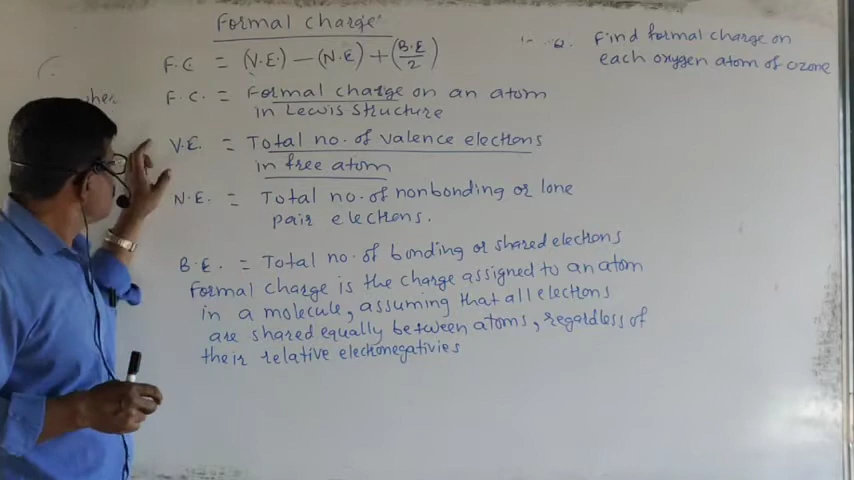 Formal charge
F.C = (V.E.) – (N.E) + (B.E/2)
F.C. = Formal charge on an atom
in Lewis structure
V.E. = Total no. of valence electrons
in free atom
N.E. = Total no. of nonbonding or lone
pair electrons.
B.E. = Total no. of bonding or shared electrons
Formal charge is the charge assigned to an atom
in a molecule, assuming that all electrons
are shared equally between atoms, regardless of
their relative electronegativies
Q. Find formal charge on
each oxygen atom of ozone